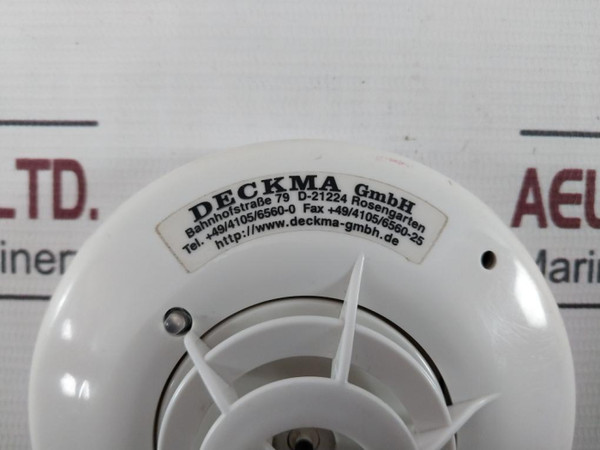 DECKMA GmbH
Bahnhofstraße 79 D-21224 Rosengarten
Tel. +49/4105/6560-0 Fax +49/4105/6560-25
http://www.deckma-gmbh.de
LTD.
AEU
Marin